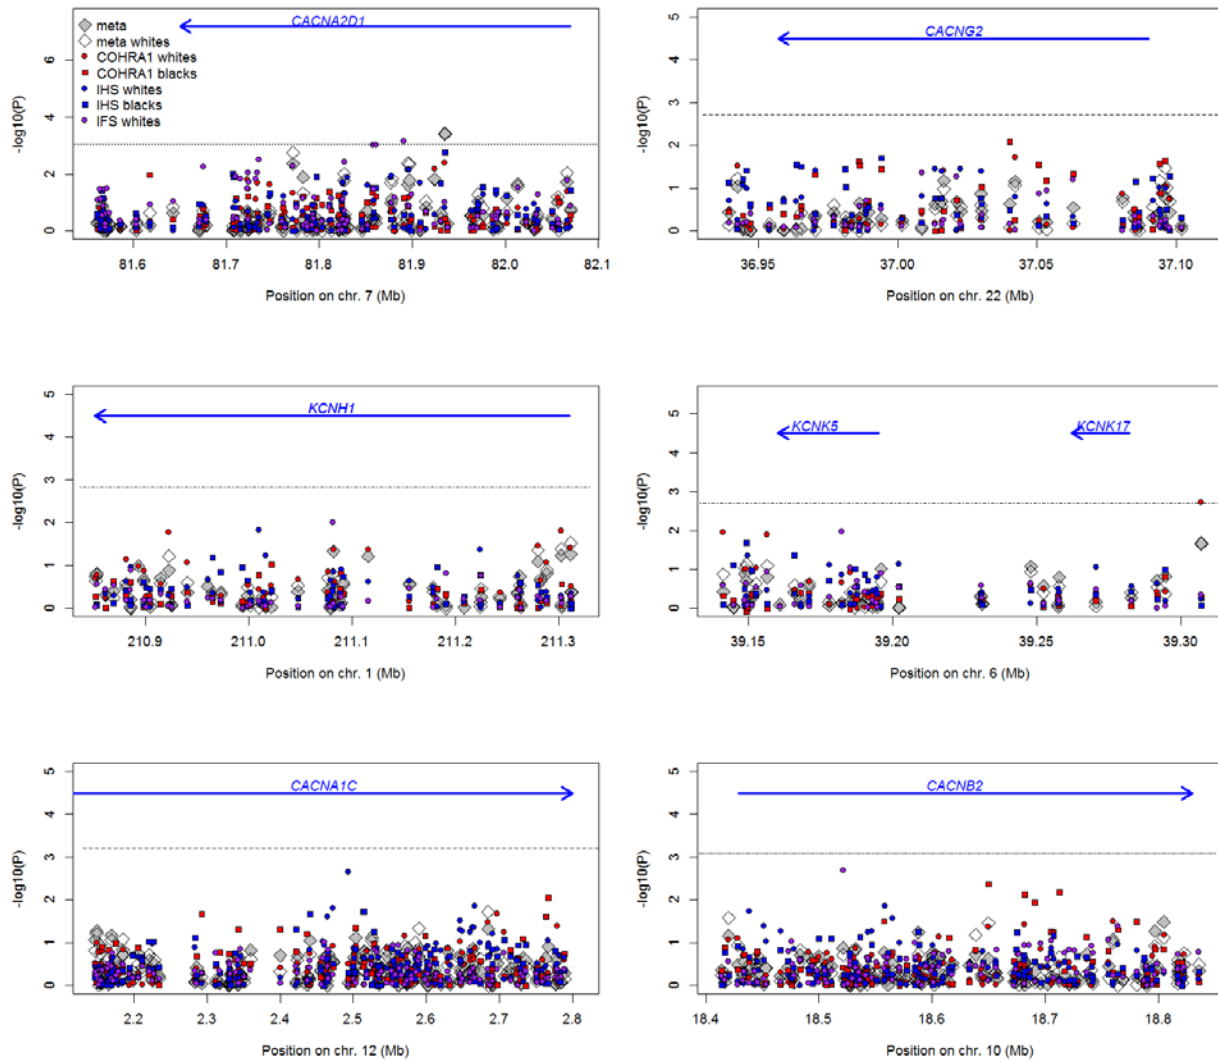 CACNA2D1
meta
meta whites
COHRA1 whites
COHRA1 blacks
IHS whites
IHS blacks
IFS whites
-log10(P)
0 2 4 6
81.6 81.7 81.8 81.9 82.0 82.1
Position on chr. 7 (Mb)
CACNG2
-log10(P)
0 1 2 3 4 5
36.95 37.00 37.05 37.10
Position on chr. 22 (Mb)
KCNH1
-log10(P)
0 1 2 3 4 5
210.9 211.0 211.1 211.2 211.3
Position on chr. 1 (Mb)
KCNK5 KCNK17
-log10(P)
0 1 2 3 4 5
39.15 39.20 39.25 39.30
Position on chr. 6 (Mb)
CACNA1C
-log10(P)
0 1 2 3 4 5
2.2 2.3 2.4 2.5 2.6 2.7 2.8
Position on chr. 12 (Mb)
CACNB2
-log10(P)
0 1 2 3 4 5
18.4 18.5 18.6 18.7 18.8
Position on chr. 10 (Mb)